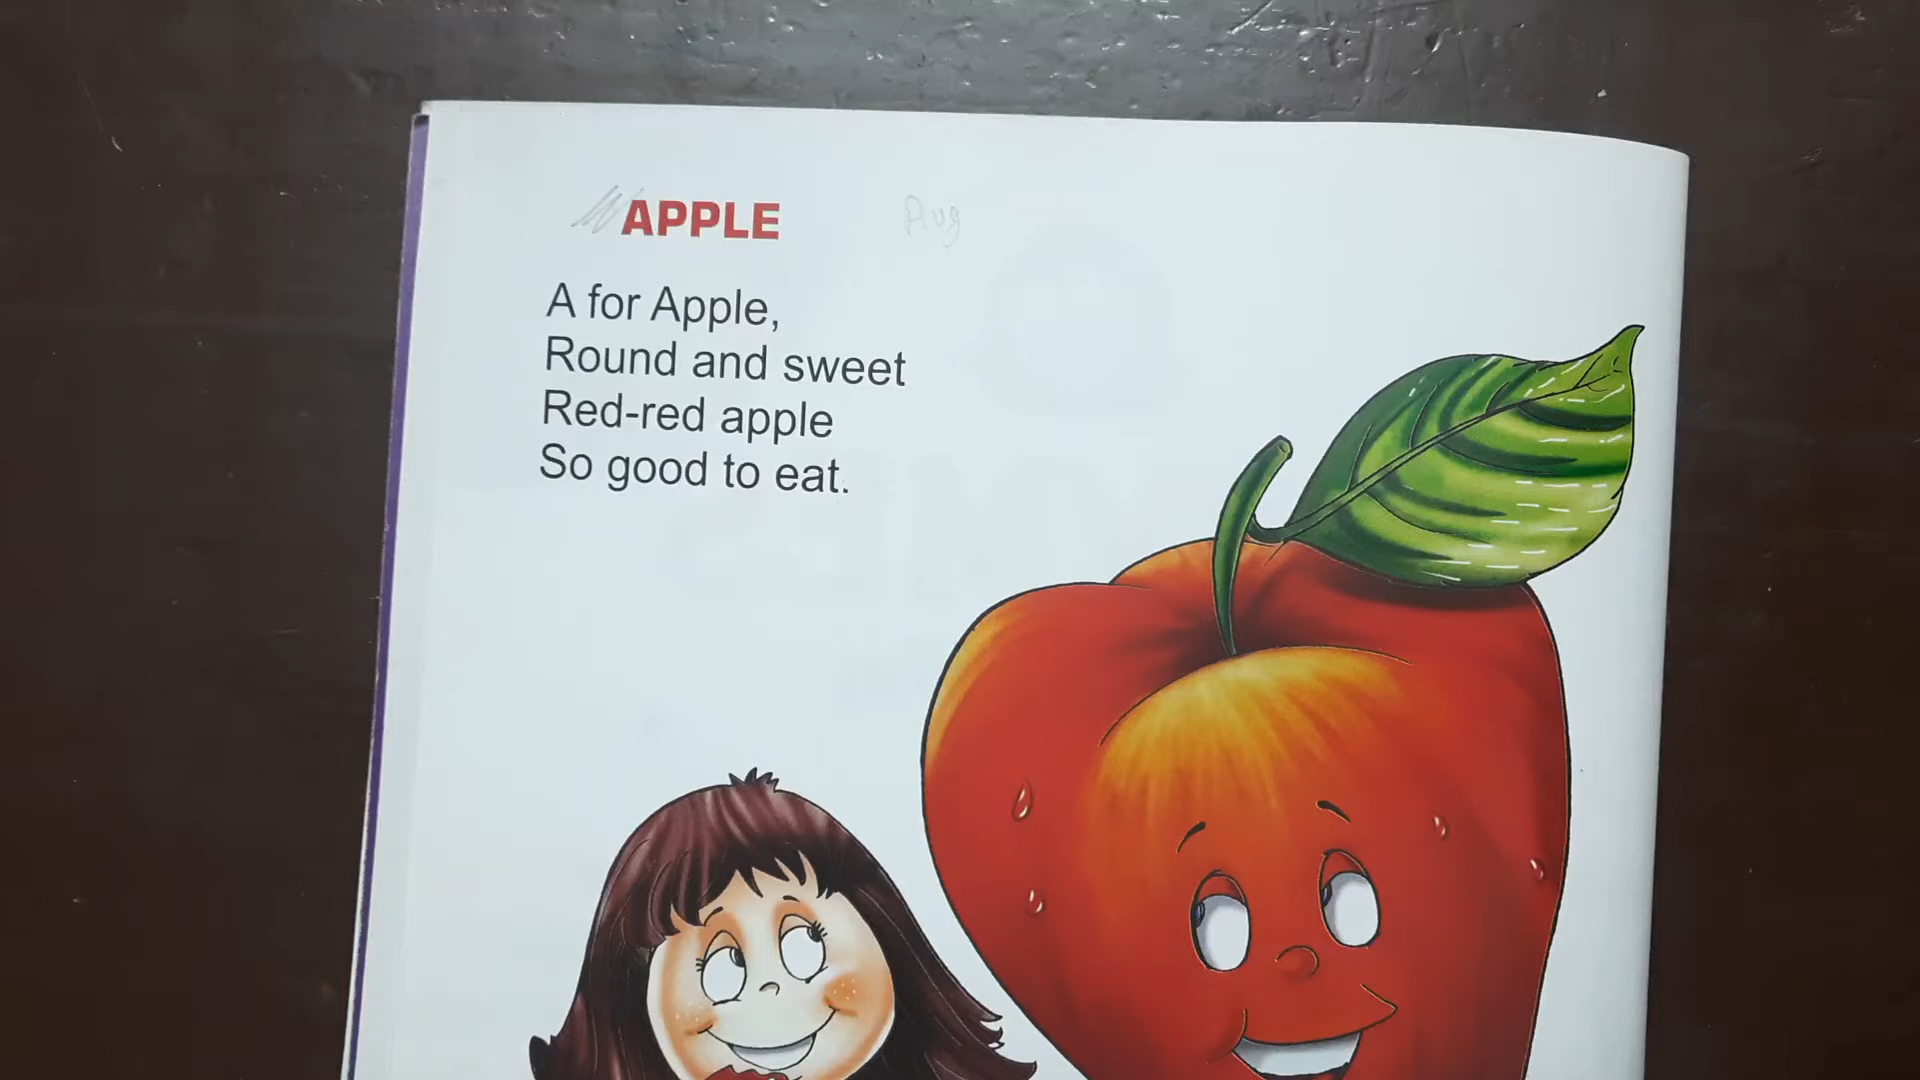 APPLE Aug
A for Apple,
Round and sweet
Red-red apple
So good to eat.